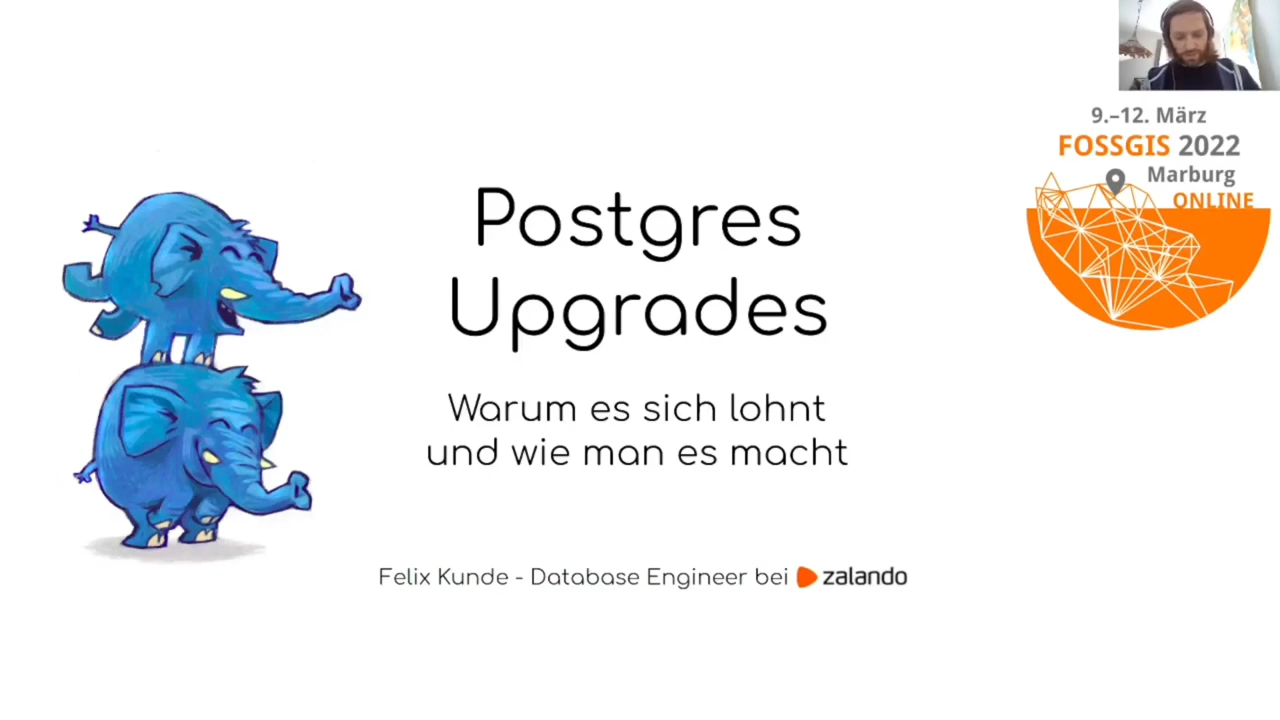 9.–12. März
FOSSGIS 2022
Marburg
ONLINE
Postgres
Upgrades
Warum es sich lohnt
und wie man es macht
Felix Kunde - Database Engineer bei zalando